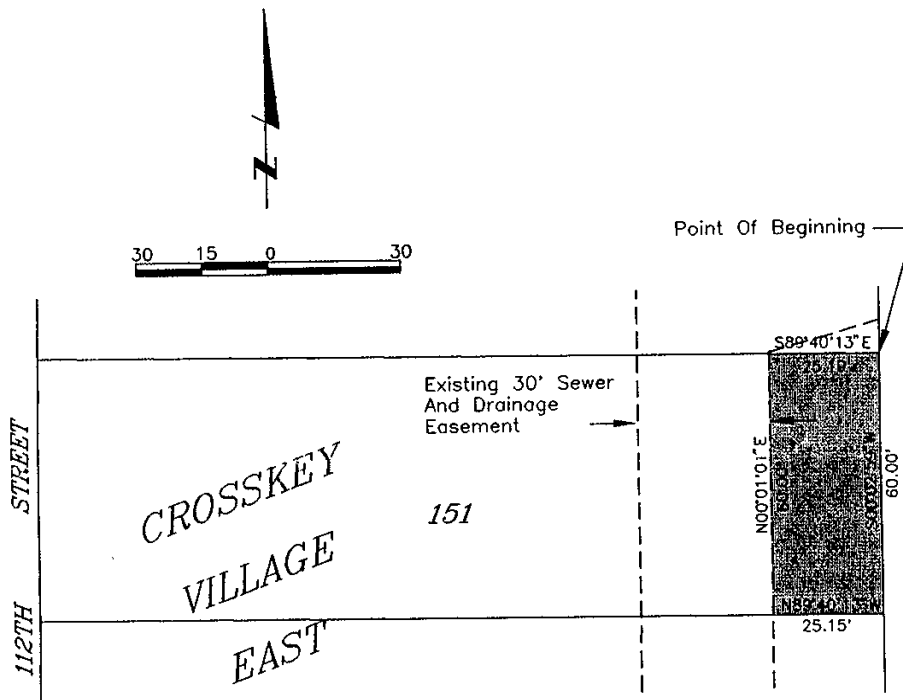 N
30 15 0 30
Point Of Beginning
S89°40'13"E
Existing 30' Sewer
And Drainage
Easement
N00°01'01"E
60.00'
112TH STREET
CROSSKEY
VILLAGE
EAST
151
25.15'